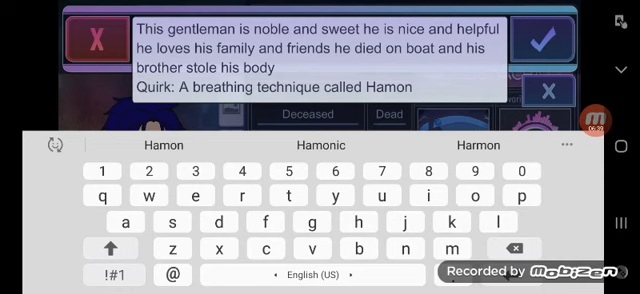 This gentleman is noble and sweet he is nice and helpful
he loves his family and friends he died on boat and his
brother stole his body
Quirk: A breathing technique called Hamon
X
X
Deceased
Dead
Hamon
Hamonic
Harmon
1 2 3 4 5 6 7 8 9 0
q w e r t y u i o p
a s d f g h j k l
z x c v b n m
!#1 @ English (US) .
Recorded by mobizen